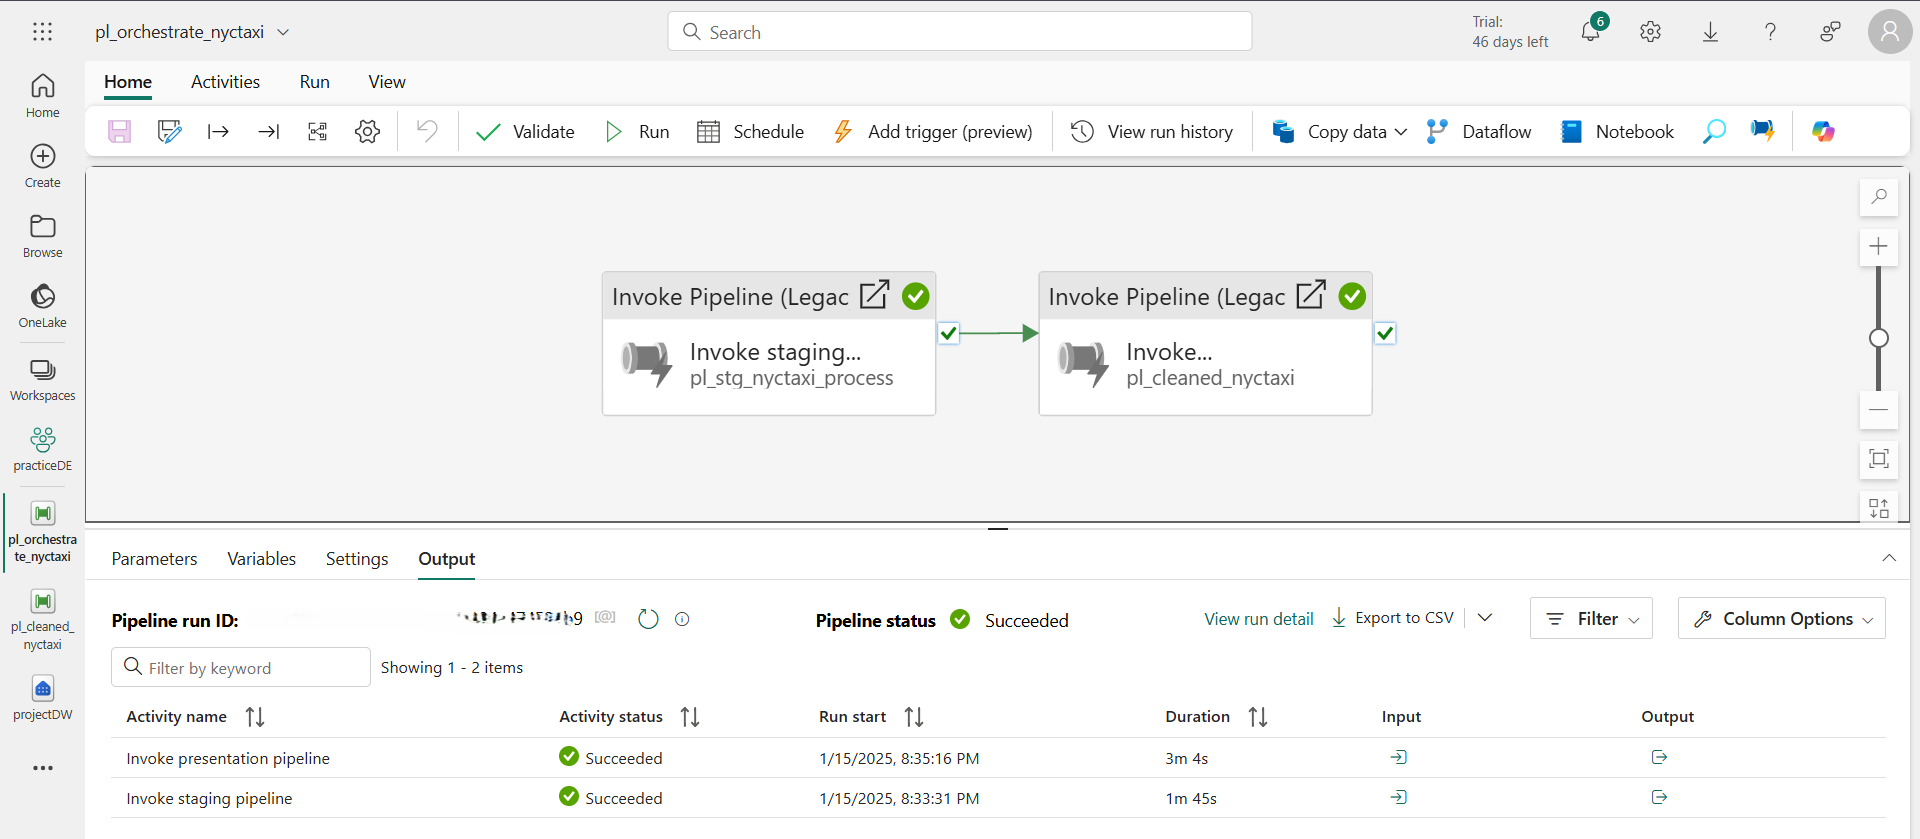 pl_orchestrate_nyctaxi
Search
Trial:
46 days left
6
Home
Create
Browse
OneLake
Workspaces
practiceDE
pl_orchestra
te_nyctaxi
pl_cleaned_
nyctaxi
projectDW
Home Activities Run View
Validate Run Schedule Add trigger (preview) View run history Copy data Dataflow Notebook
Invoke Pipeline (Legac
Invoke staging...
pl_stg_nyctaxi_process
Invoke Pipeline (Legac
Invoke...
pl_cleaned_nyctaxi
Parameters Variables Settings Output
Pipeline run ID: [@]
Pipeline status Succeeded
View run detail Export to CSV Filter Column Options
Filter by keyword Showing 1 - 2 items
Activity name Activity status Run start Duration Input Output
Invoke presentation pipeline Succeeded 1/15/2025, 8:35:16 PM 3m 4s
Invoke staging pipeline Succeeded 1/15/2025, 8:33:31 PM 1m 45s